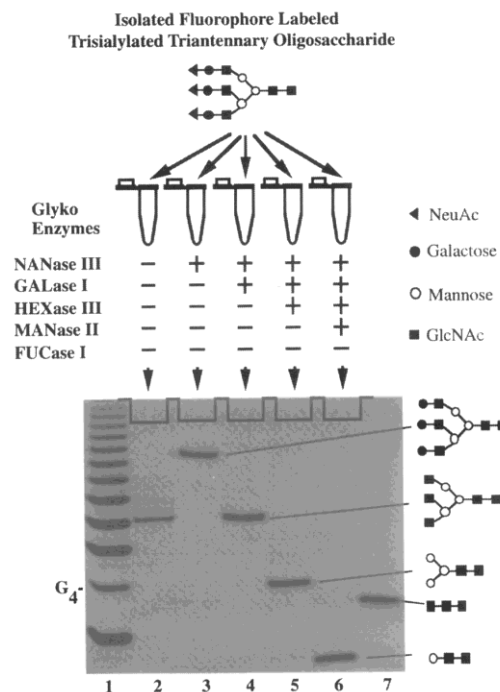 Isolated Fluorophore Labeled
Trisialylated Triantennary Oligosaccharide
Glyko
Enzymes
NANase III − + + + +
GALase I − − + + +
HEXase III − − − + +
MANase II − − − − +
FUCase I − − − − −
NeuAc
Galactose
Mannose
GlcNAc
G4-
1 2 3 4 5 6 7